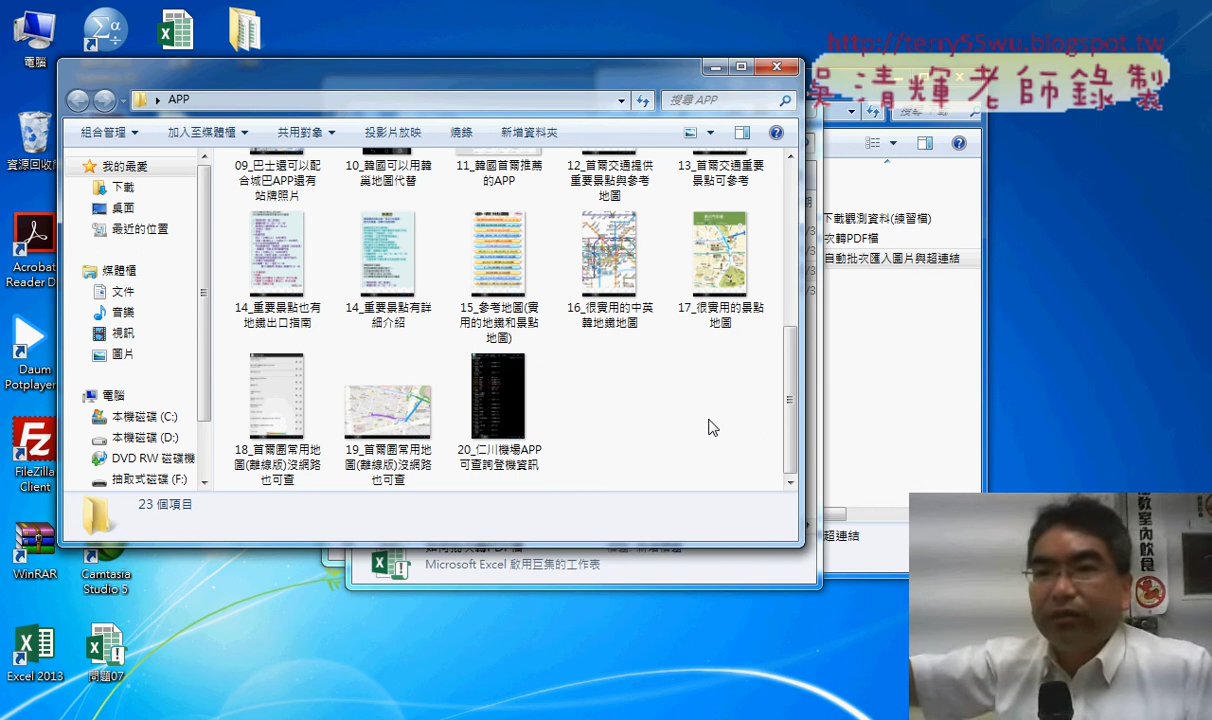 電腦
http://terry55wu.blogspot.tw
吳清輝老師錄製
APP
搜尋 APP
組合管理
加入至媒體櫃
共用對象
投影片放映
燒錄
新增資料夾
資源回收
我的最愛
下載
桌面
最近的位置
媒體櫃
文件
音樂
視訊
圖片
電腦
本機磁碟 (C:)
本機磁碟 (D:)
DVD RW 磁碟機
抽取式磁碟 (F:)
09_巴士還可以配
合城巴APP還有
站牌照片
10_韓國可以用韓
巢地圖代替
11_韓國首爾推薦
的APP
12_首爾交通提供
重要景點與參考
地圖
13_首爾交通重要
景點可參考
14_重要景點也有
地鐵出口指南
14_重要景點有詳
細介紹
15_參考地圖(實
用的地鐵和景點
地圖)
16_很實用的中英
韓地鐵地圖
17_很實用的景點
地圖
18_首爾圈常用地
圖(離線版)沒網路
也可查
19_首爾圈常用地
圖(離線版)沒網路
也可查
20_仁川機場APP
可查詢登機資訊
23 個項目
下載觀測資料(練習檔)
次轉PDF檔
自動批次匯入圖片與超連結
超連結
Microsoft Excel 啟用巨集的工作表
Acrobat
Reader D
Daum
Potplayer
FileZilla
Client
WinRAR
Camtasia
Studio 5
Excel 2013
問題07
教室內飲食